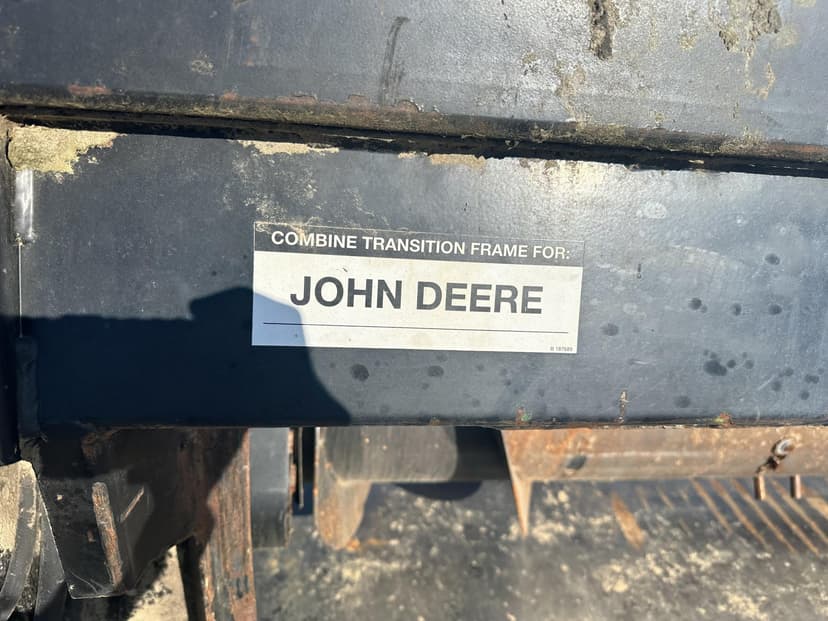 COMBINE TRANSITION FRAME FOR:
JOHN DEERE